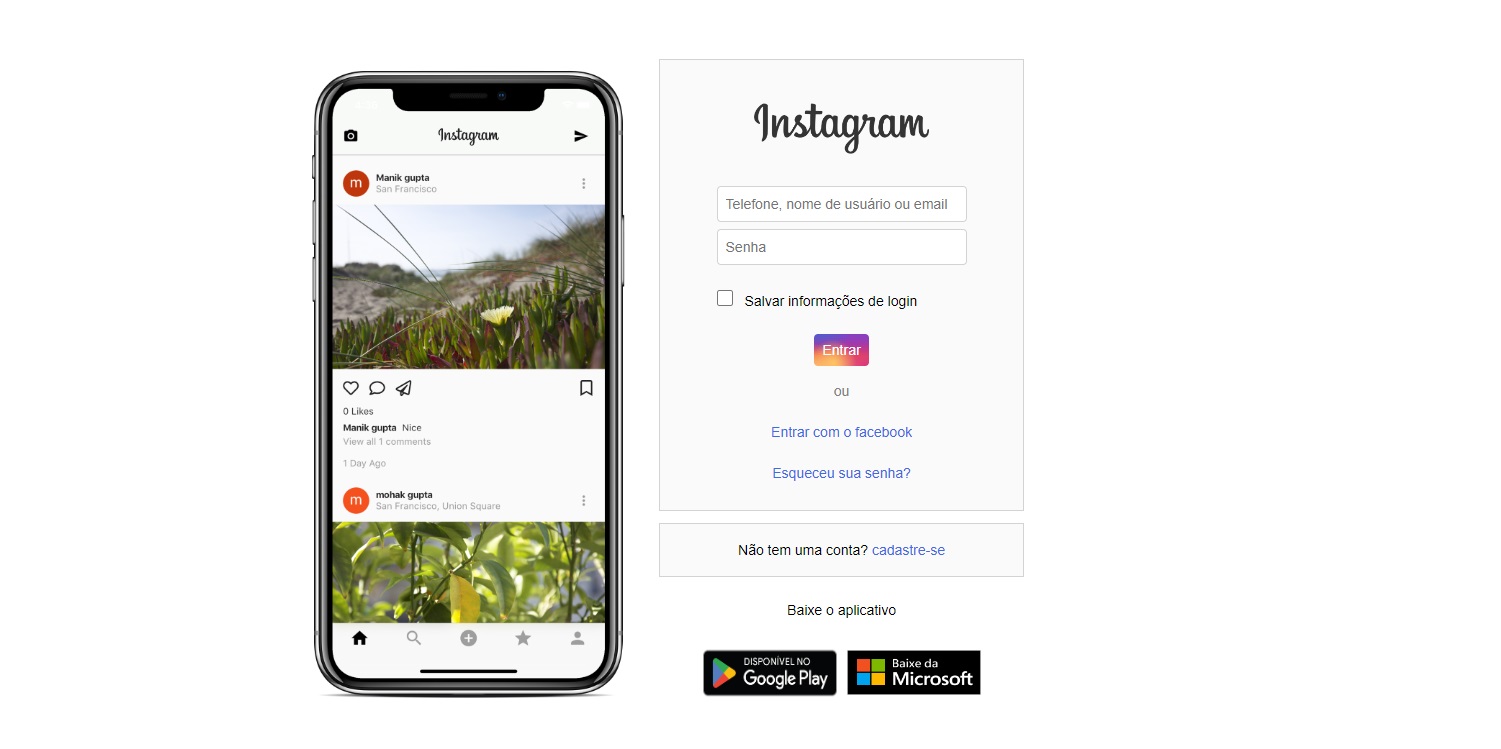 Instagram
m
Manik gupta
San Francisco
0 Likes
Manik gupta Nice
View all 1 comments
1 Day Ago
m
mohak gupta
San Francisco, Union Square
Instagram
Telefone, nome de usuário ou email
Senha
Salvar informações de login
Entrar
ou
Entrar com o facebook
Esqueceu sua senha?
Não tem uma conta? cadastre-se
Baixe o aplicativo
DISPONÍVEL NO
Google Play
Baixe da
Microsoft